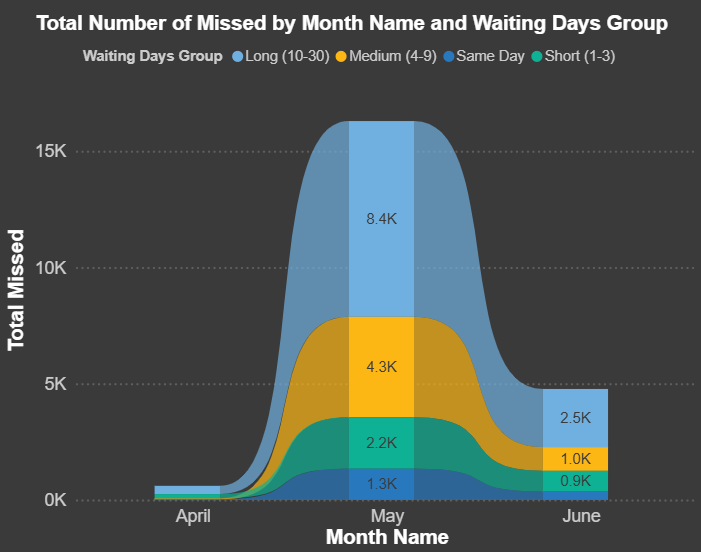 Total Number of Missed by Month Name and Waiting Days Group
Waiting Days Group Long (10-30) Medium (4-9) Same Day Short (1-3)
15K
10K
5K
0K
Total Missed
8.4K
4.3K
2.2K
1.3K
2.5K
1.0K
0.9K
April May June
Month Name